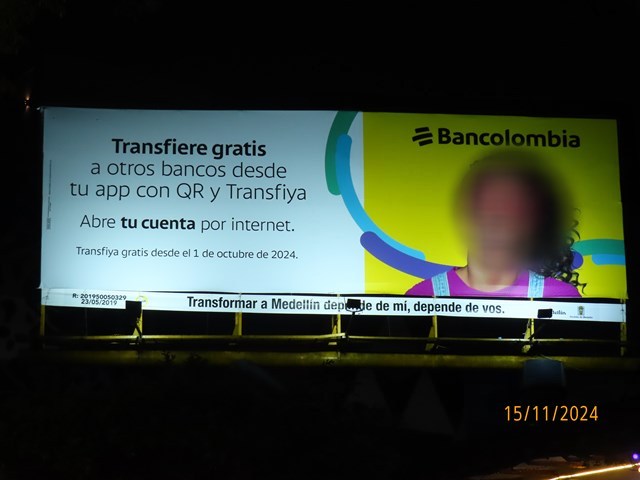 Transfiere gratis
a otros bancos desde
tu app con QR y Transfiya
Abre tu cuenta por internet.
Transfiya gratis desde el 1 de octubre de 2024.
Bancolombia
R: 201950050329
23/05/2019
Transformar a Medellín depende de mí, depende de vos.
15/11/2024